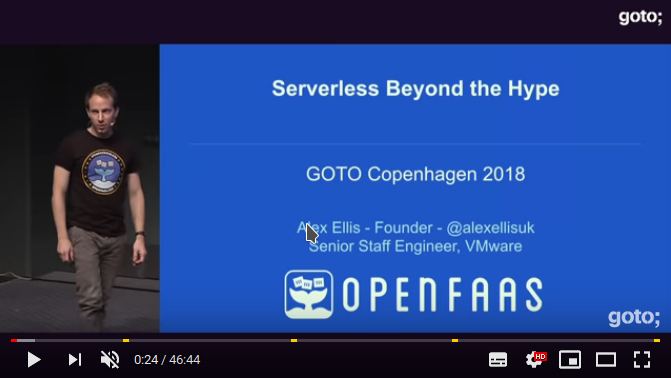 goto;
Serverless Beyond the Hype
GOTO Copenhagen 2018
Alex Ellis - Founder - @alexellisuk
Senior Staff Engineer, VMware
OPENFAAS
goto;
0:24 / 46:44
HD